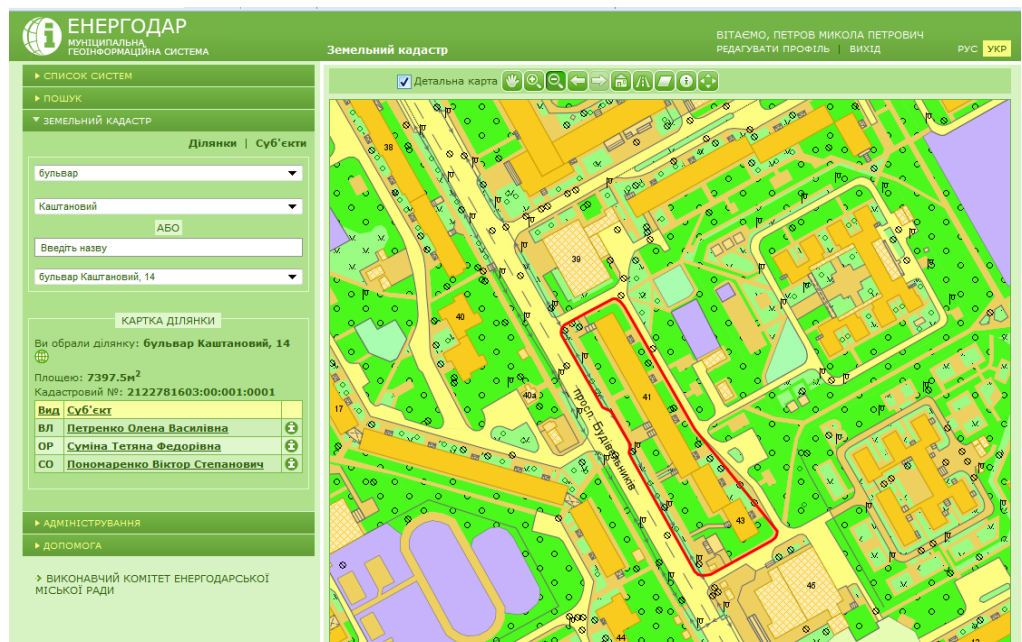 ЕНЕРГОДАР
МУНІЦИПАЛЬНА
ГЕОІНФОРМАЦІЙНА СИСТЕМА
Земельний кадастр
ВІТАЄМО, ПЕТРОВ МИКОЛА ПЕТРОВИЧ
РЕДАГУВАТИ ПРОФІЛЬ | ВИХІД
РУС УКР
СПИСОК СИСТЕМ
ПОШУК
ЗЕМЕЛЬНИЙ КАДАСТР
Ділянки | Суб'єкти
бульвар
Каштановий
АБО
Введіть назву
бульвар Каштановий, 14
КАРТКА ДІЛЯНКИ
Ви обрали ділянку: бульвар Каштановий, 14
Площею: 7397.5м2
Кадастровий №: 2122781603:00:001:0001
Вид Суб'єкт
ВЛ Петренко Олена Василівна
ОР Суміна Тетяна Федорівна
СО Пономаренко Віктор Степанович
АДМІНІСТРУВАННЯ
ДОПОМОГА
ВИКОНАВЧИЙ КОМІТЕТ ЕНЕРГОДАРСЬКОЇ
МІСЬКОЇ РАДИ
Детальна карта
38
39
40
40а
41
17
просп.Будівельників
43
45
44